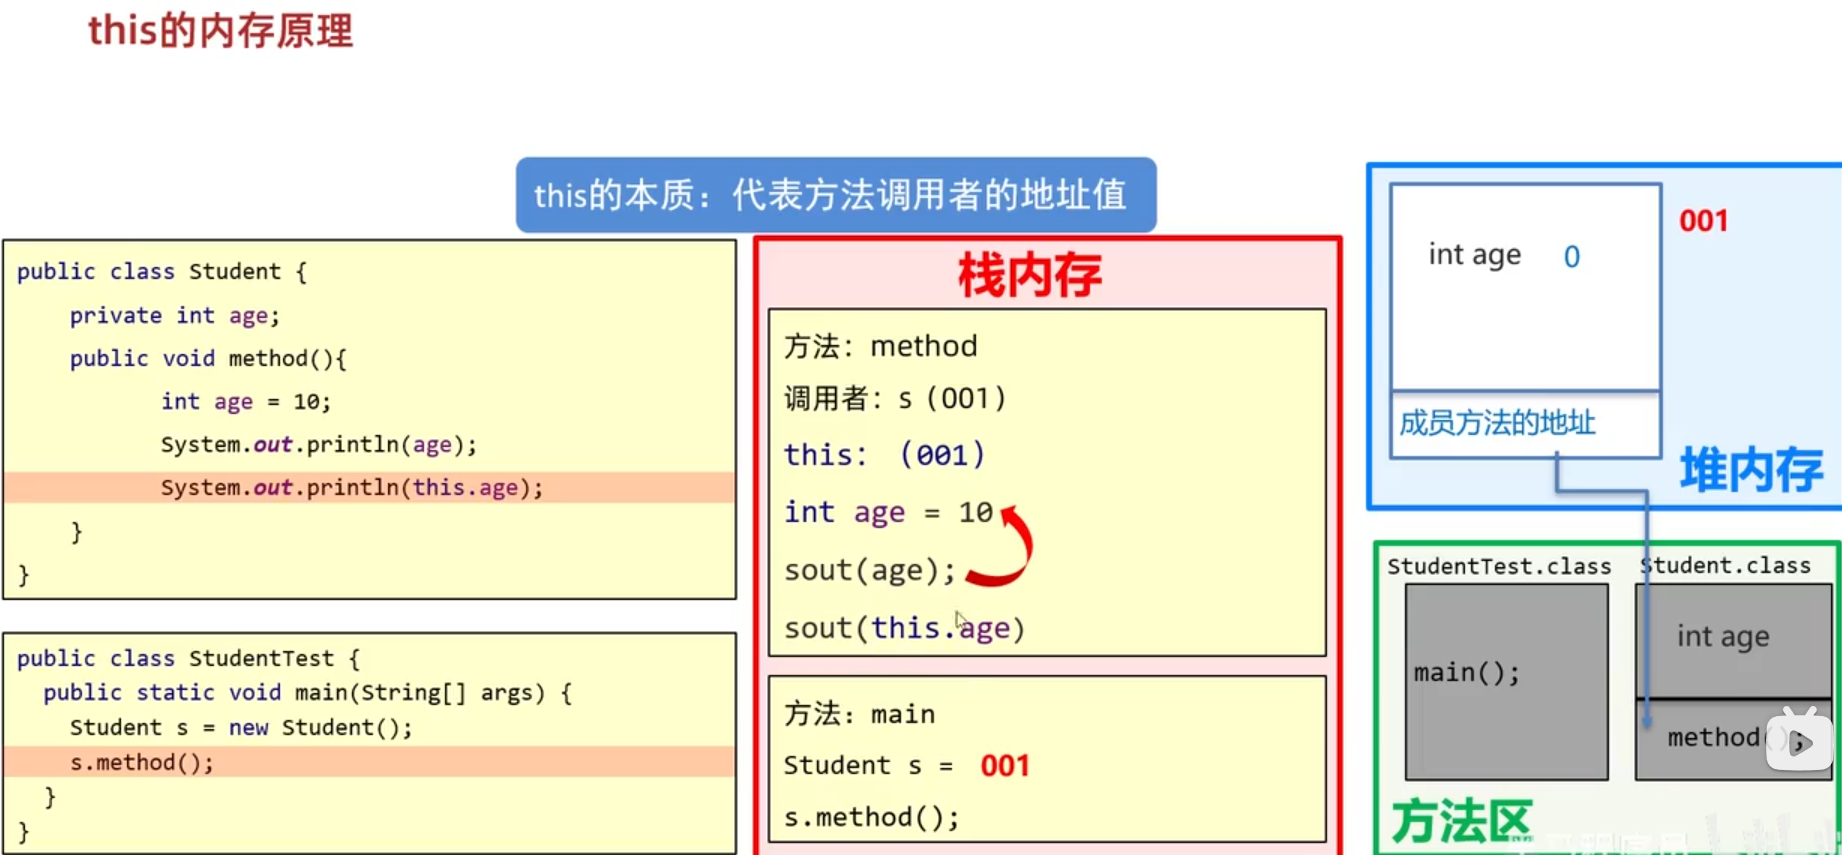 this的内存原理
this的本质：代表方法调用者的地址值
public class Student {
private int age;
public void method(){
int age = 10;
System.out.println(age);
System.out.println(this.age);
}
}
public class StudentTest {
public static void main(String[] args) {
Student s = new Student();
s.method();
}
}
栈内存
方法：method
调用者：s（001）
this：（001）
int age = 10
sout(age);
sout(this.age)
方法：main
Student s = 001
s.method();
001
int age 0
成员方法的地址
堆内存
StudentTest.class
main();
Student.class
int age
method();
方法区